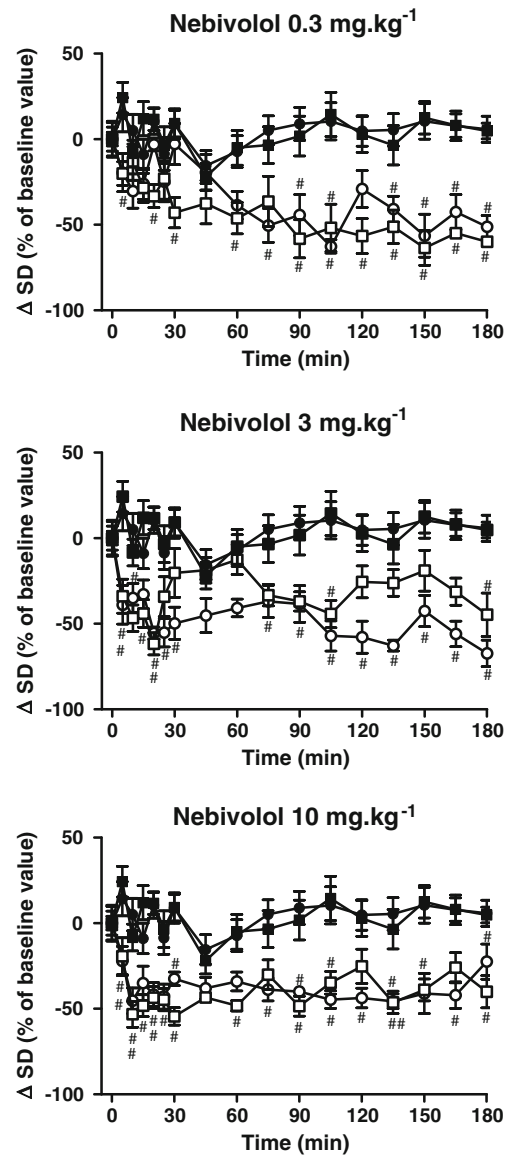 Nebivolol 0.3 mg.kg⁻¹
Δ SD (% of baseline value)
50
0
-50
-100
# # # # # # # # # # # # # # # #
0 30 60 90 120 150 180
Time (min)
Nebivolol 3 mg.kg⁻¹
Δ SD (% of baseline value)
50
0
-50
-100
# # # # # # # # # # # # # # # # # #
0 30 60 90 120 150 180
Time (min)
Nebivolol 10 mg.kg⁻¹
Δ SD (% of baseline value)
50
0
-50
-100
# # # # # # # # # # # # # # # # # # # # # # # #
0 30 60 90 120 150 180
Time (min)